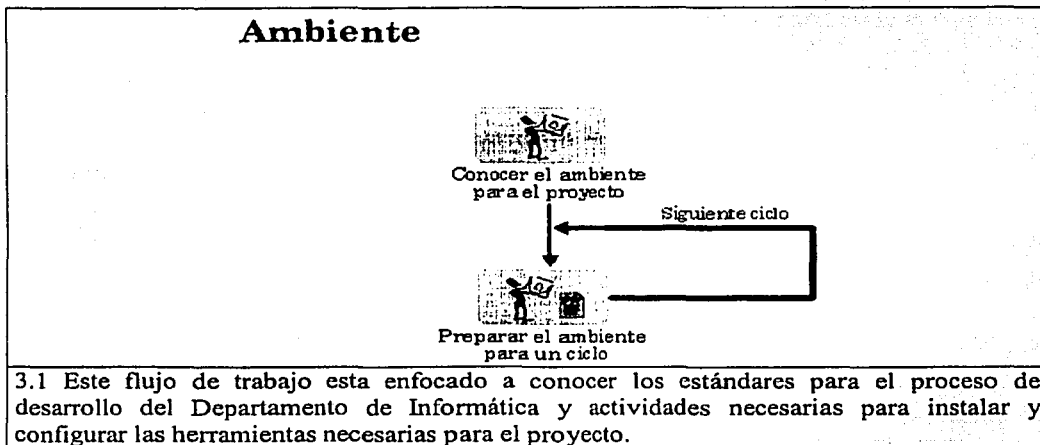 Ambiente
Conocer el ambiente
para el proyecto
Siguiente ciclo
Preparar el ambiente
para un ciclo
3.1 Este flujo de trabajo esta enfocado a conocer los estándares para el proceso de
desarrollo del Departamento de Informática y actividades necesarias para instalar y
configurar las herramientas necesarias para el proyecto.